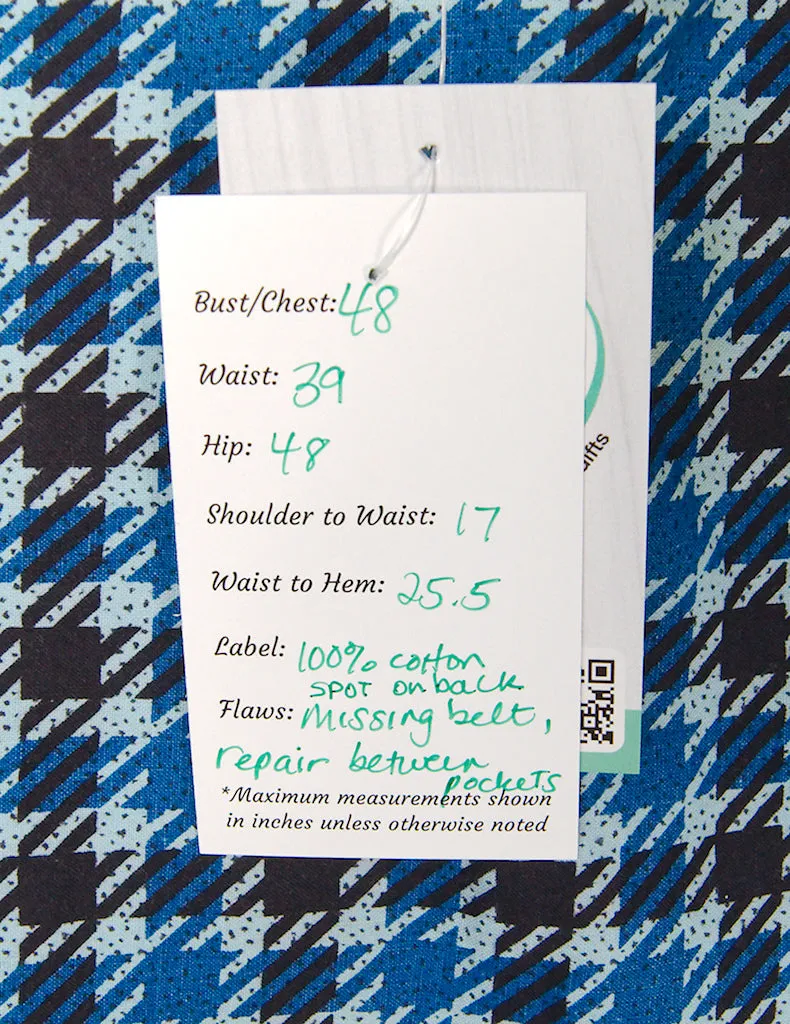 Bust/Chest: 48
Waist: 39
Hip: 48
Shoulder to Waist: 17
Waist to Hem: 25.5
Label: 100% cotton
SPOT on back
Flaws: missing belt,
repair between
pockets
*Maximum measurements shown
in inches unless otherwise noted